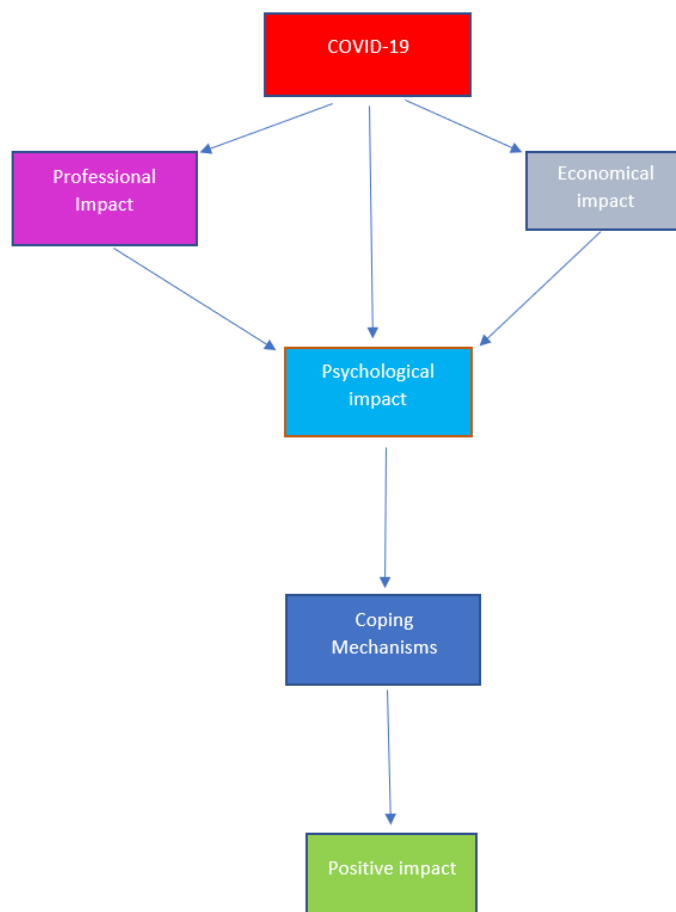 COVID-19
Professional
Impact
Economical
impact
Psychological
impact
Coping
Mechanisms
Positive impact